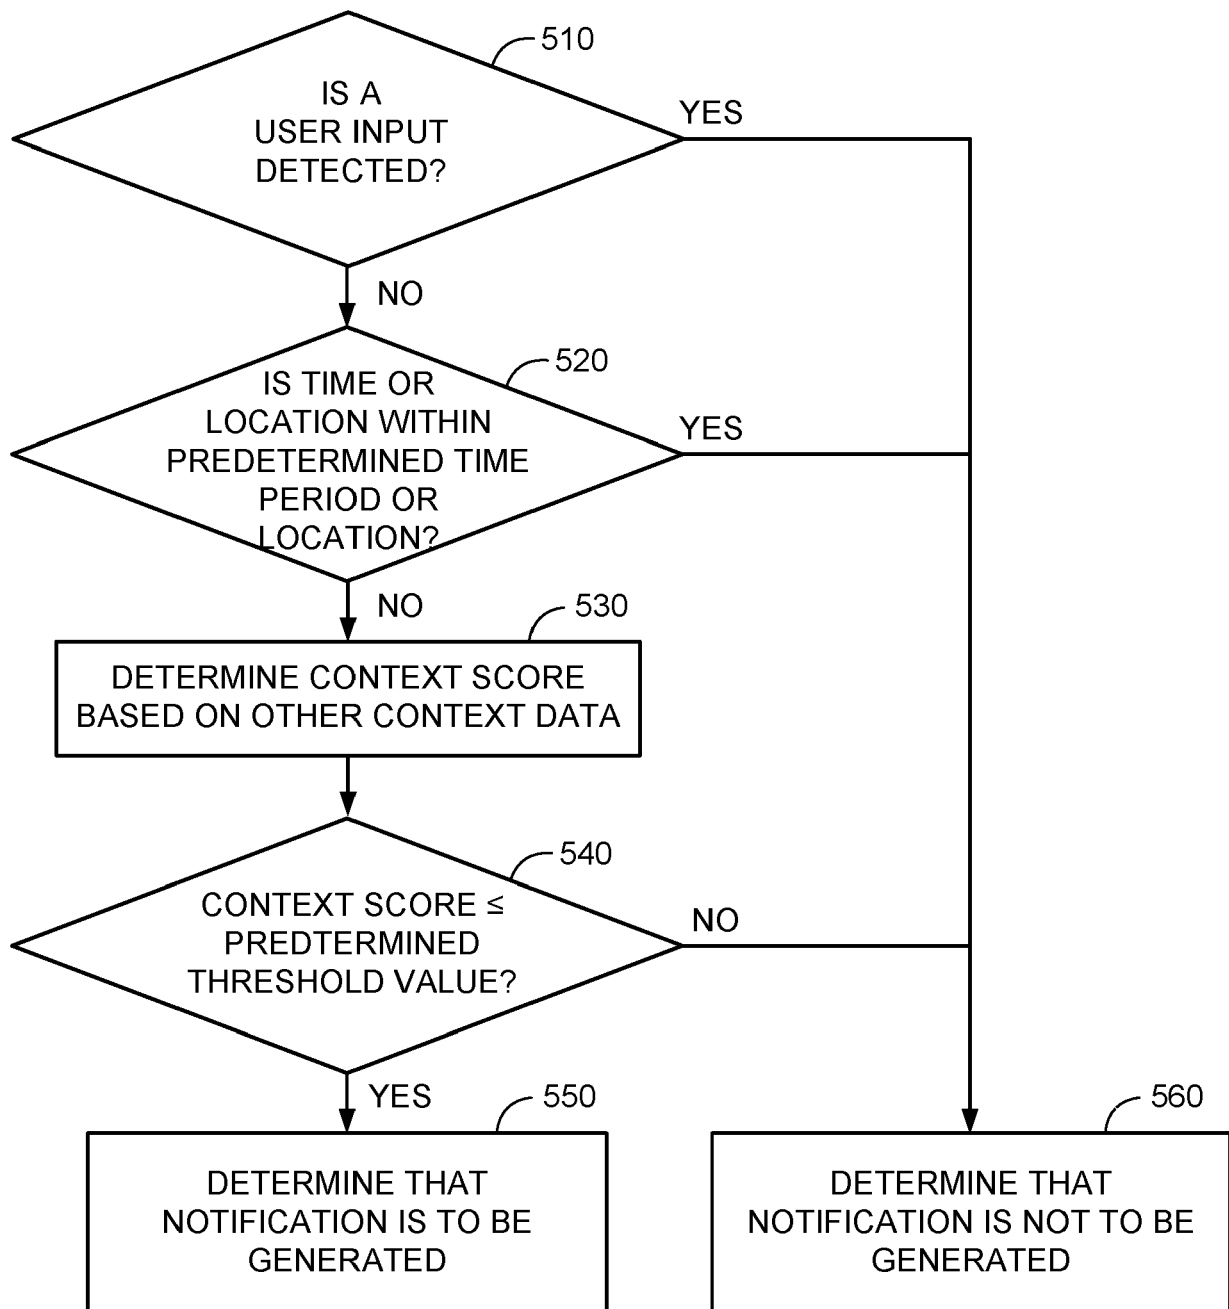 510
IS A
USER INPUT
DETECTED?
YES
NO
520
IS TIME OR
LOCATION WITHIN
PREDETERMINED TIME
PERIOD OR
LOCATION?
YES
NO
530
DETERMINE CONTEXT SCORE
BASED ON OTHER CONTEXT DATA
540
CONTEXT SCORE ≤
PREDTERMINED
THRESHOLD VALUE?
NO
YES
550
DETERMINE THAT
NOTIFICATION IS TO BE
GENERATED
560
DETERMINE THAT
NOTIFICATION IS NOT TO BE
GENERATED